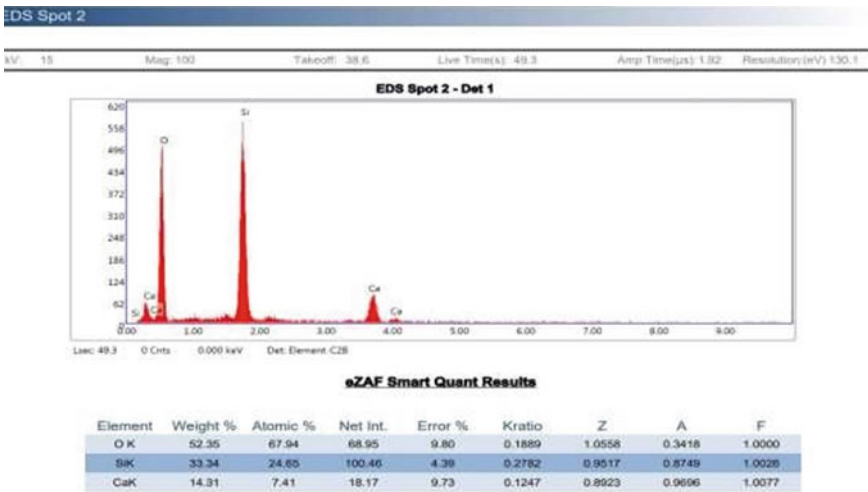 EDS Spot 2
kV: 15 Mag: 100 Takeoff: 38.6 Live Time(s): 49.3 Amp Time(µs): 1.92 Resolution:(eV) 130.1
EDS Spot 2 - Det 1
620
558
496
434
372
310
248
186
124
62
0
O
Si
Ca
Ca
Si
Ca
Ca
0.00 1.00 2.00 3.00 4.00 5.00 6.00 7.00 8.00 9.00
Lsec: 49.3 0 Cnts 0.000 keV Det: Element-C2B
eZAF Smart Quant Results
Element Weight % Atomic % Net Int. Error % Kratio Z A F
O K 52.35 67.94 68.95 9.80 0.1889 1.0558 0.3418 1.0000
SiK 33.34 24.65 100.46 4.39 0.2782 0.9517 0.8749 1.0026
CaK 14.31 7.41 18.17 9.73 0.1247 0.8923 0.9696 1.0077